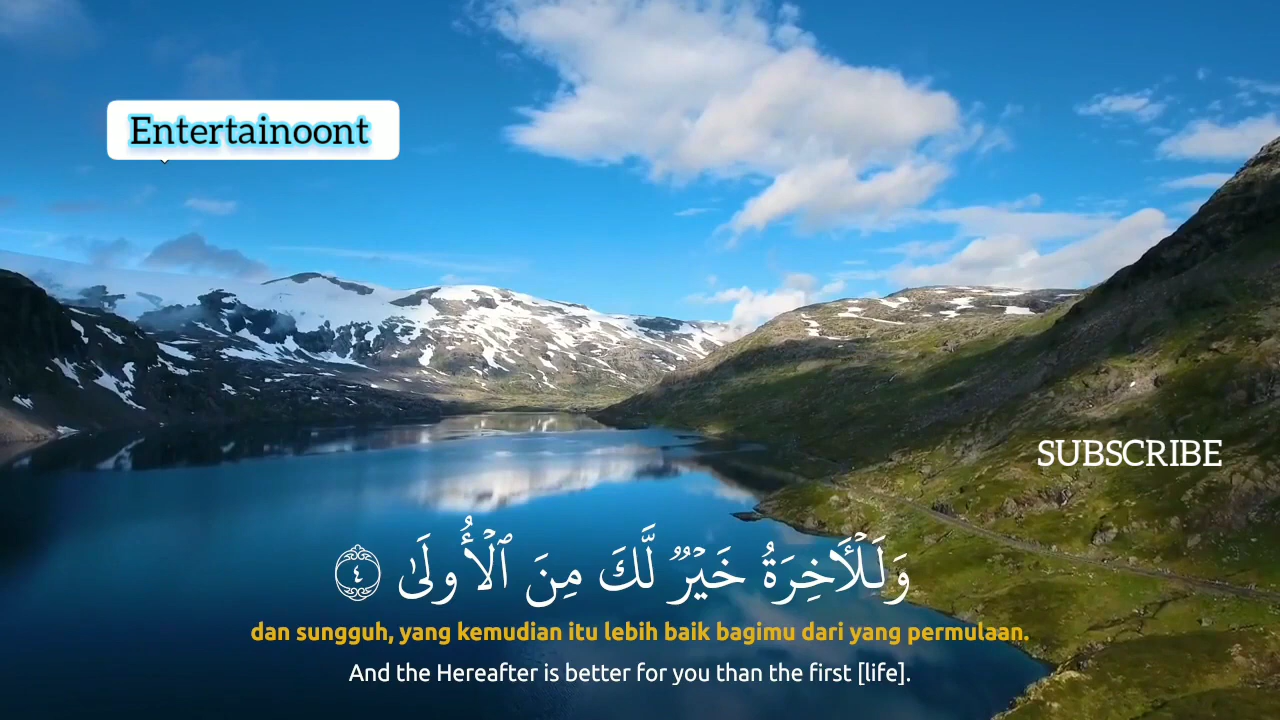 Entertainoont
SUBSCRIBE
وَلَلْـَٔاخِرَةُ خَيْرٌ لَّكَ مِنَ ٱلْأُولَىٰ ٤
dan sungguh, yang kemudian itu lebih baik bagimu dari yang permulaan.
And the Hereafter is better for you than the first [life].